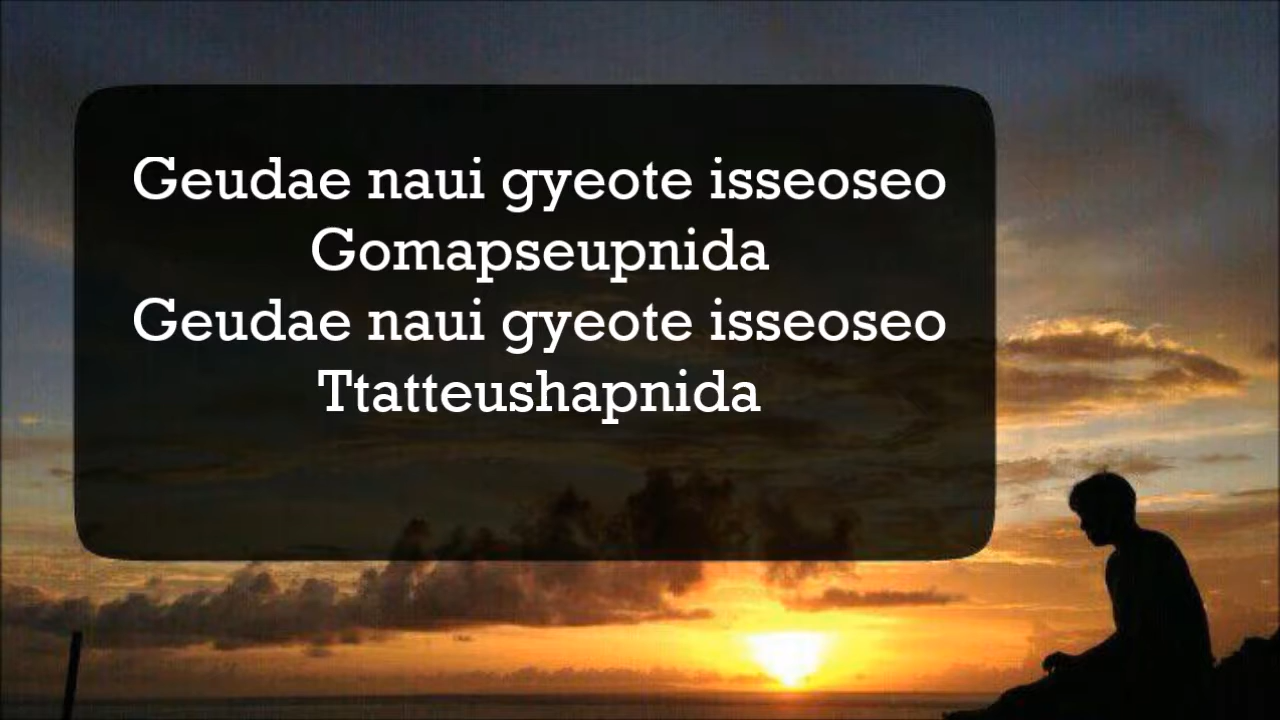 Geudae naui gyeote isseoseo
Gomapseupnida
Geudae naui gyeote isseoseo
Ttatteushapnida